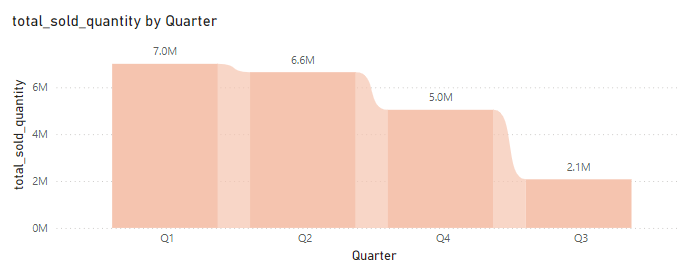 total_sold_quantity by Quarter
7.0M
6.6M
5.0M
2.1M
6M
4M
2M
0M
total_sold_quantity
Q1 Q2 Q4 Q3
Quarter